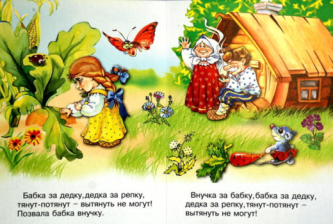 Бабка за дедку,дедка за репку,
тянут-потянут – вытянуть не могут!
Позвала бабка внучку.
Внучка за бабку,бабка за дедку,
дедка за репку,тянут-потянут –
вытянуть не могут!